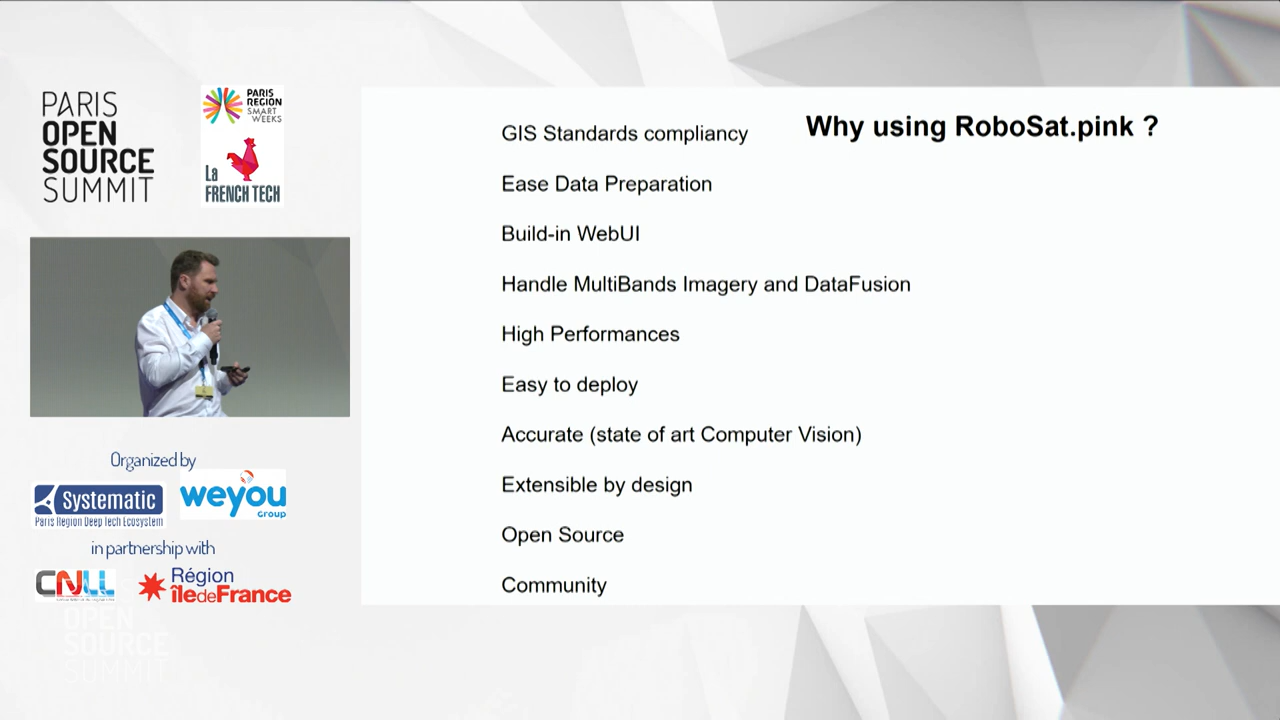 PARIS
OPEN
SOURCE
SUMMIT
PARIS
REGION
SMART
WEEKS
La
FRENCH TECH
Why using RoboSat.pink ?
GIS Standards compliancy
Ease Data Preparation
Build-in WebUI
Handle MultiBands Imagery and DataFusion
High Performances
Easy to deploy
Accurate (state of art Computer Vision)
Extensible by design
Open Source
Community
Organized by
Systematic
Paris Region Deep Tech Ecosystem
weyou
GROUP
in partnership with
CNLL
Région
îledeFrance
OPEN
SOURCE
SUMMIT